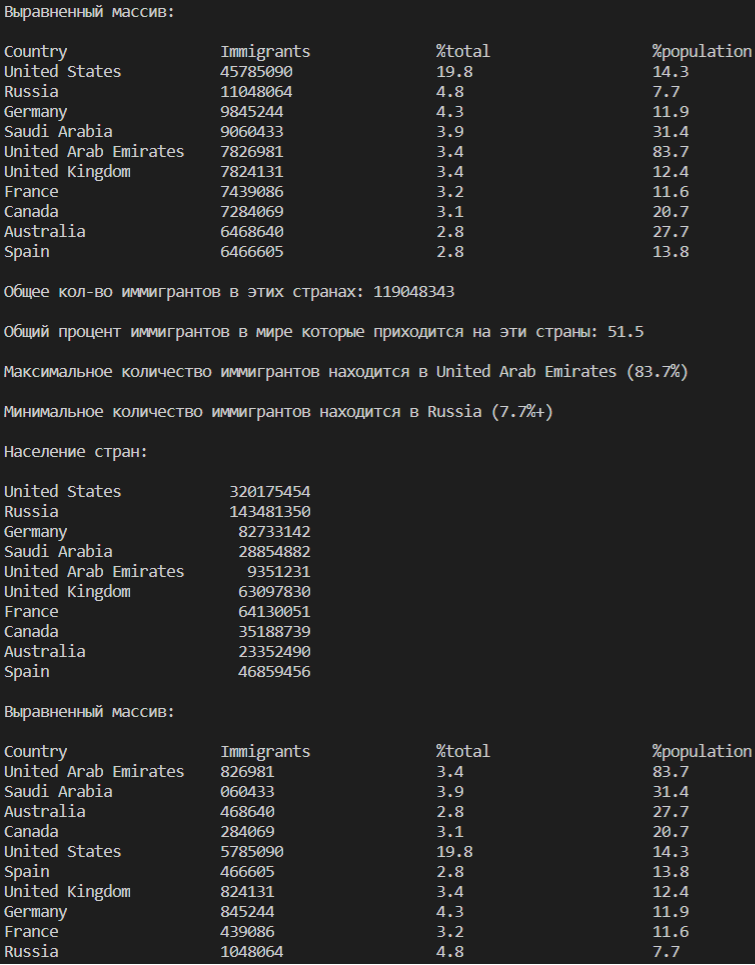 Выравненный массив:
Country Immigrants %total %population
United States 45785090 19.8 14.3
Russia 11048064 4.8 7.7
Germany 9845244 4.3 11.9
Saudi Arabia 9060433 3.9 31.4
United Arab Emirates 7826981 3.4 83.7
United Kingdom 7824131 3.4 12.4
France 7439086 3.2 11.6
Canada 7284069 3.1 20.7
Australia 6468640 2.8 27.7
Spain 6466605 2.8 13.8
Общее кол-во иммигрантов в этих странах: 119048343
Общий процент иммигрантов в мире которые приходится на эти страны: 51.5
Максимальное количество иммигрантов находится в United Arab Emirates (83.7%)
Минимальное количество иммигрантов находится в Russia (7.7%+)
Население стран:
United States 320175454
Russia 143481350
Germany 82733142
Saudi Arabia 28854882
United Arab Emirates 9351231
United Kingdom 63097830
France 64130051
Canada 35188739
Australia 23352490
Spain 46859456
Выравненный массив:
Country Immigrants %total %population
United Arab Emirates 826981 3.4 83.7
Saudi Arabia 060433 3.9 31.4
Australia 468640 2.8 27.7
Canada 284069 3.1 20.7
United States 5785090 19.8 14.3
Spain 466605 2.8 13.8
United Kingdom 824131 3.4 12.4
Germany 845244 4.3 11.9
France 439086 3.2 11.6
Russia 1048064 4.8 7.7